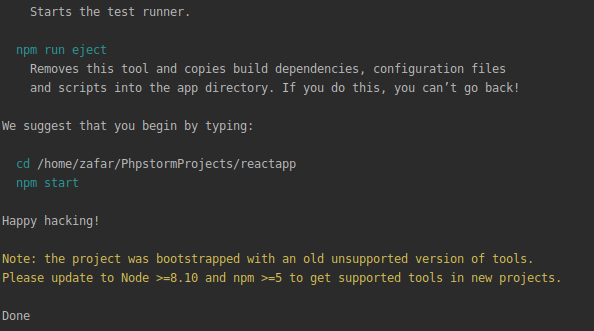 Starts the test runner.
npm run eject
Removes this tool and copies build dependencies, configuration files
and scripts into the app directory. If you do this, you can’t go back!
We suggest that you begin by typing:
cd /home/zafar/PhpstormProjects/reactapp
npm start
Happy hacking!
Note: the project was bootstrapped with an old unsupported version of tools.
Please update to Node >=8.10 and npm >=5 to get supported tools in new projects.
Done